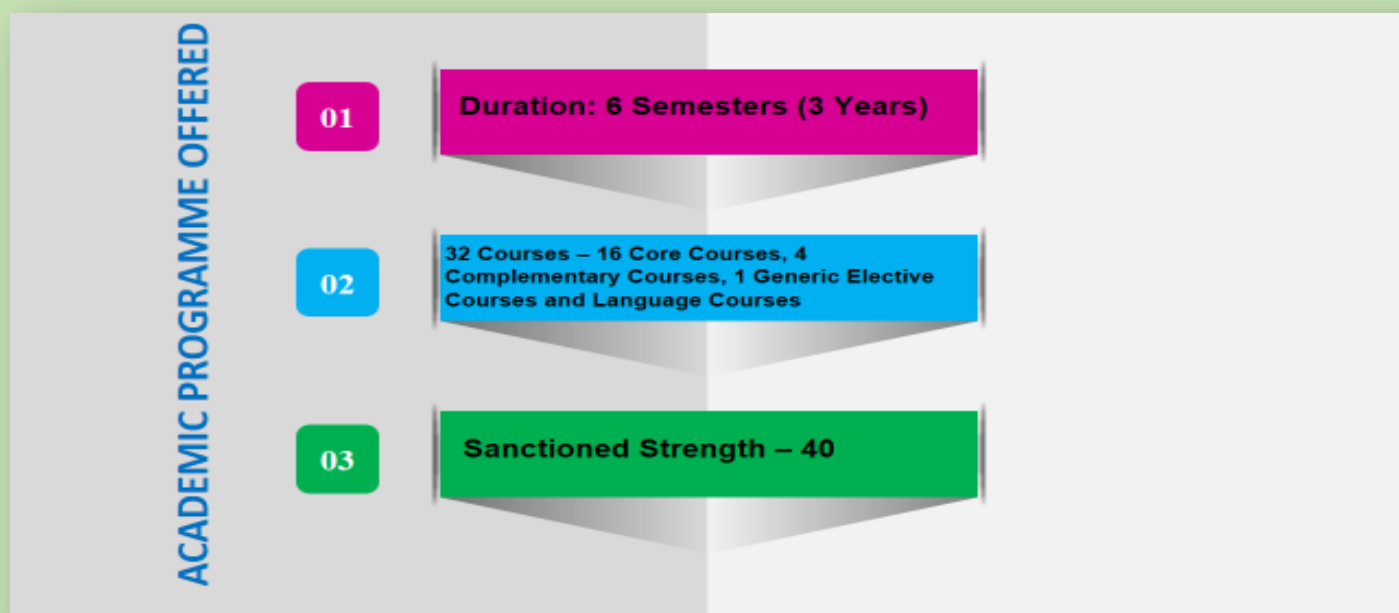 ACADEMIC PROGRAMME OFFERED
01
Duration: 6 Semesters (3 Years)
02
32 Courses – 16 Core Courses, 4
Complementary Courses, 1 Generic Elective
Courses and Language Courses
03
Sanctioned Strength – 40